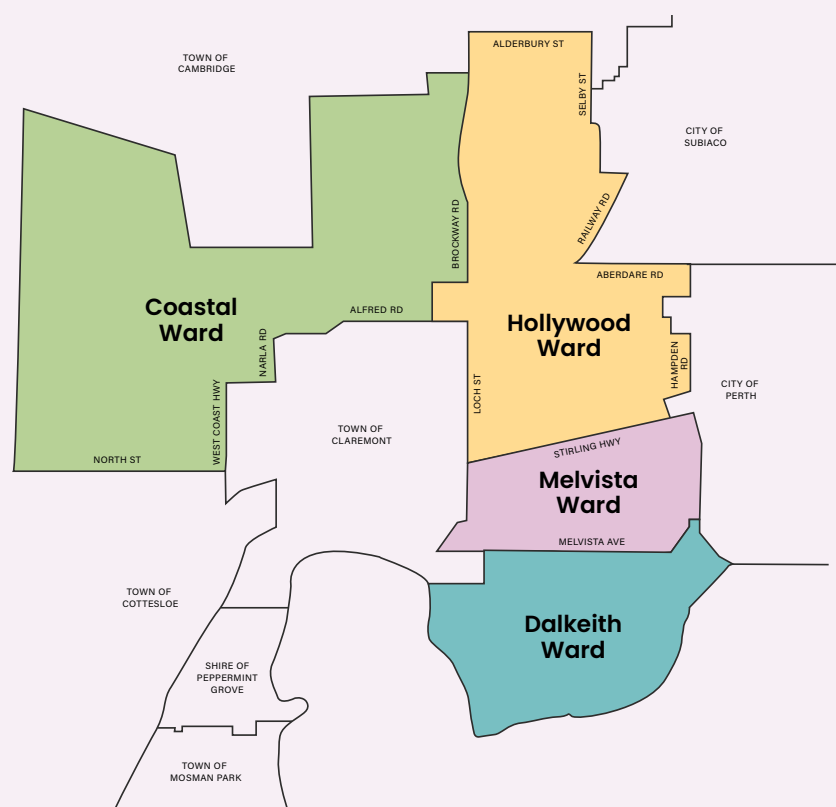 ALDERBURY ST
TOWN OF
CAMBRIDGE
SELBY ST
CITY OF
SUBIACO
RAILWAY RD
BROCKWAY RD
ABERDARE RD
Coastal
Ward
ALFRED RD
Hollywood
Ward
NARLA RD
HAMPDEN
RD
WEST COAST HWY
LOCH ST
CITY OF
PERTH
TOWN OF
CLAREMONT
NORTH ST
STIRLING HWY
Melvista
Ward
MELVISTA AVE
TOWN OF
COTTESLOE
Dalkeith
Ward
SHIRE OF
PEPPERMINT
GROVE
TOWN OF
MOSMAN PARK